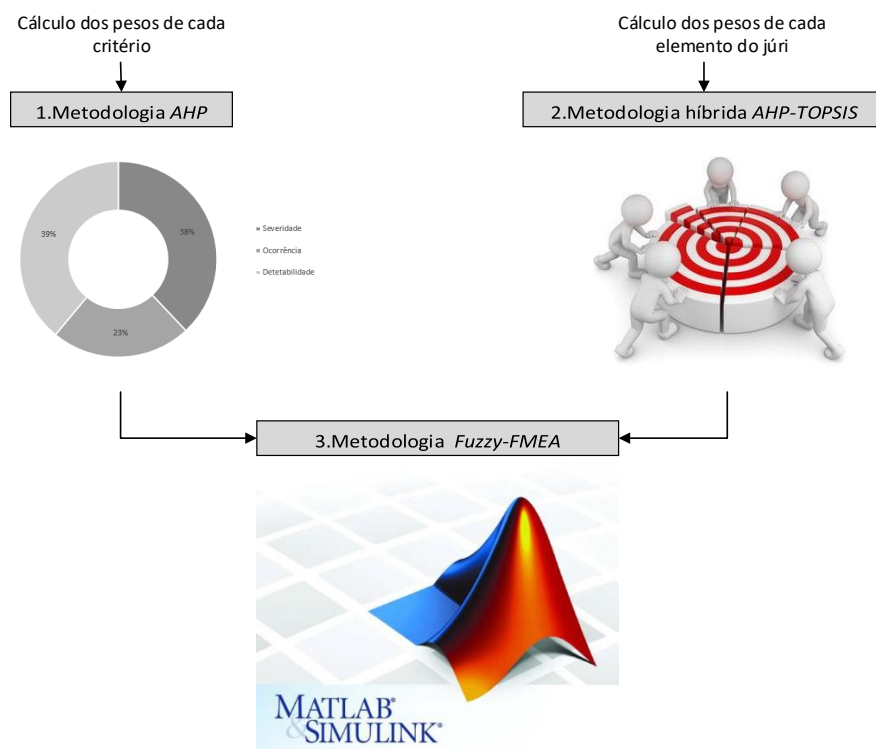 Cálculo dos pesos de cada
critério
Cálculo dos pesos de cada
elemento do júri
1.Metodologia AHP
2.Metodologia híbrida AHP-TOPSIS
39%
38%
23%
Severidade
Ocorrência
Detetabilidade
3.Metodologia Fuzzy-FMEA
MATLAB®
&SIMULINK®